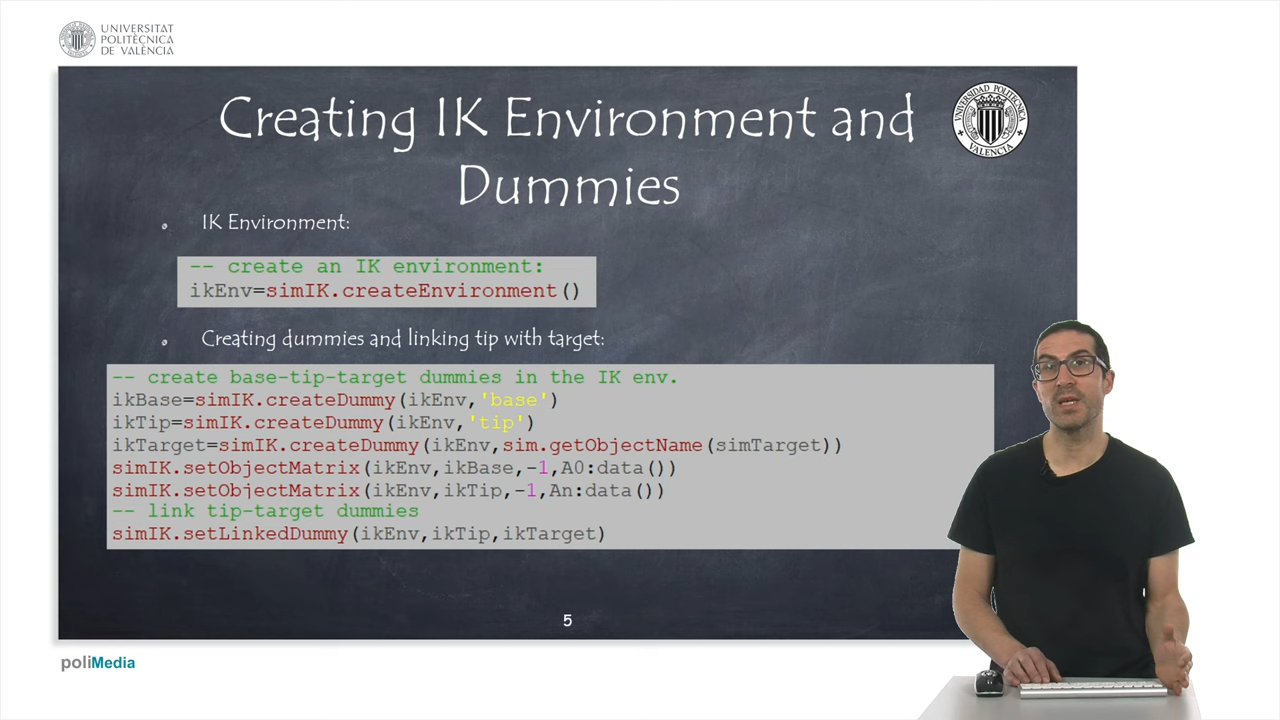 UNIVERSITAT
POLITÈCNICA
DE VALÈNCIA
Creating IK Environment and
Dummies
UNIVERSIDAD POLITECNICA
VALENCIA
• IK Environment:
-- create an IK environment:
ikEnv=simIK.createEnvironment()
• Creating dummies and linking tip with target:
-- create base-tip-target dummies in the IK env.
ikBase=simIK.createDummy(ikEnv,'base')
ikTip=simIK.createDummy(ikEnv,'tip')
ikTarget=simIK.createDummy(ikEnv,sim.getObjectName(simTarget))
simIK.setObjectMatrix(ikEnv,ikBase,-1,A0:data())
simIK.setObjectMatrix(ikEnv,ikTip,-1,An:data())
-- link tip-target dummies
simIK.setLinkedDummy(ikEnv,ikTip,ikTarget)
5
poliMedia